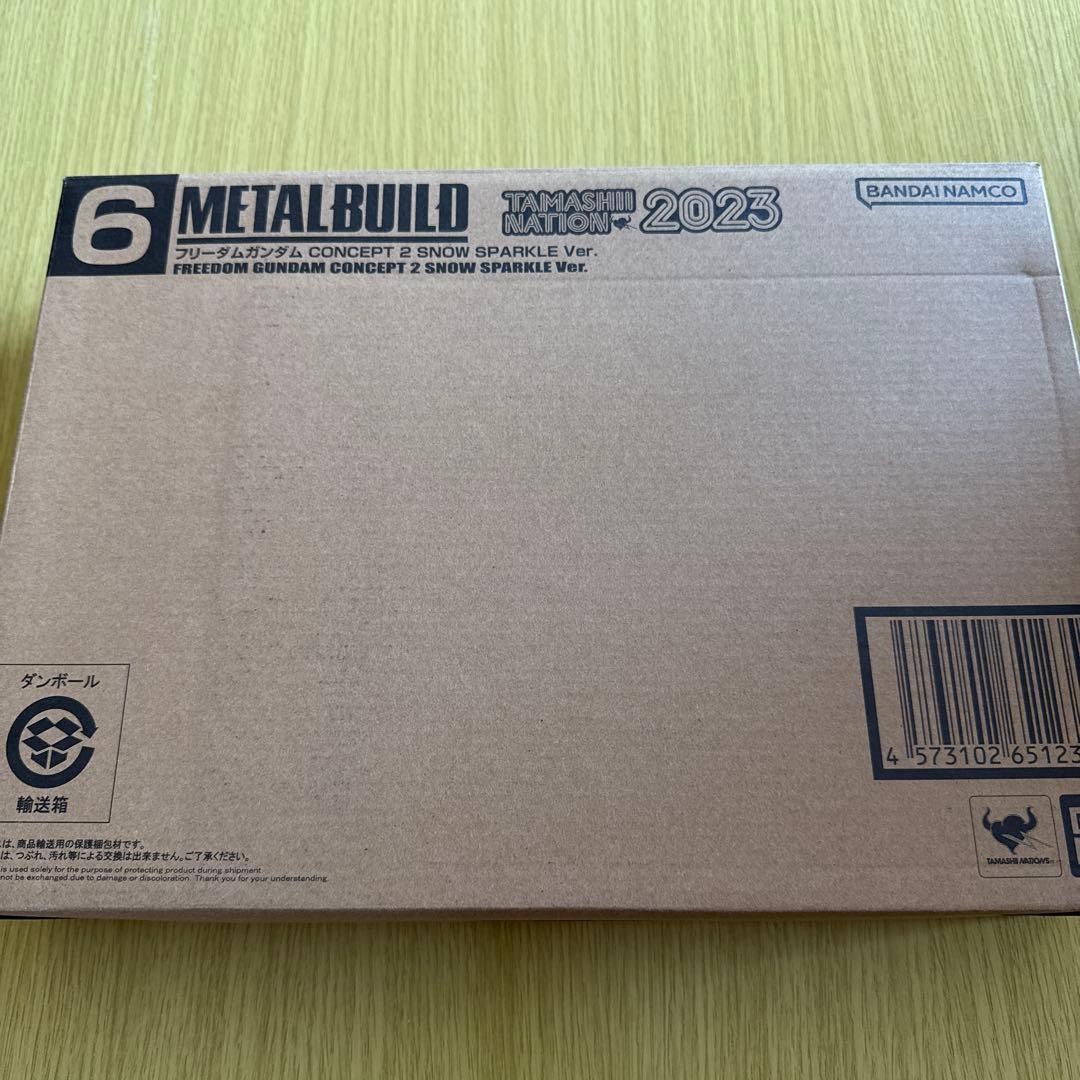 6
METALBUILD
TAMASHII NATION 2023
BANDAI NAMCO
フリーダムガンダム CONCEPT 2 SNOW SPARKLE Ver.
FREEDOM GUNDAM CONCEPT 2 SNOW SPARKLE Ver.
ダンボール
輸送箱
は、商品輸送用の保護梱包材です。
は、つぶれ、汚れ等による交換は出来ません。ご了承ください。
is used solely for the purpose of protecting product during shipment
not be exchanged due to damage or discoloration. Thank you for your understanding.
4 573102 65123
TAMASHII NATIONS